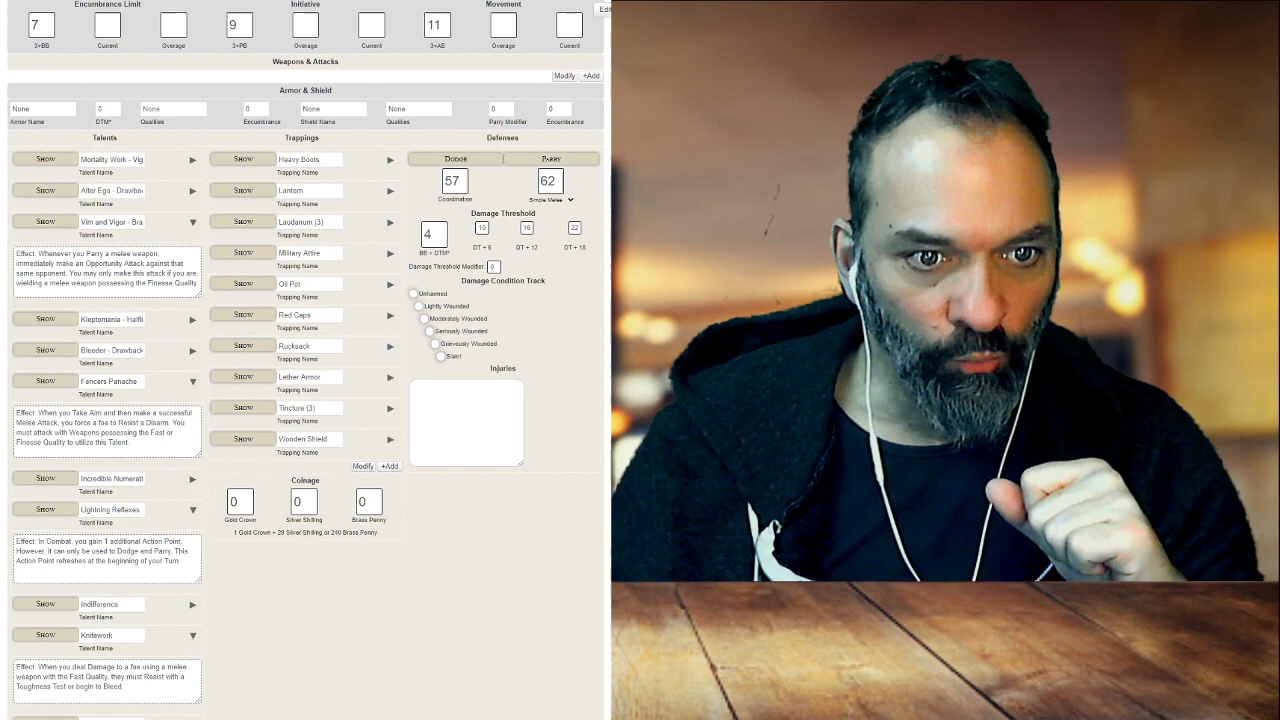 Encumbrance Limit Initiative Movement
7 9 11
3+BB Current Overage 3+PB Overage Current 3+AB Overage Current
Weapons & Attacks
Modify +Add
Armor & Shield
None 0 None 0 None None 0 0
Armor Name DTM* Qualities Encumbrance Shield Name Qualities Parry Modifier Encumbrance
Talents
SHOW Mortality Work - Vig
Talent Name
SHOW Alter Ego - Drawba
Talent Name
SHOW Vim and Vigor - Bra
Talent Name
Effect: Whenever you Parry a melee weapon,
immediately make an Opportunity Attack against that
same opponent. You may only make this attack if you are
wielding a melee weapon possessing the Finesse Quality
SHOW Kleptomania - Halfli
Talent Name
SHOW Bleeder - Drawback
Talent Name
SHOW Fencers Panache
Talent Name
Effect: When you Take Aim and then make a successful
Melee Attack, you force a foe to Resist a Disarm. You
must attack with Weapons possessing the Fast or
Finesse Quality to utilize this Talent.
SHOW Incredible Numerati
Talent Name
SHOW Lightning Reflexes
Talent Name
Effect: In Combat, you gain 1 additional Action Point.
However, it can only be used to Dodge and Parry. This
Action Point refreshes at the beginning of your Turn.
SHOW Indifference
Talent Name
SHOW Knifework
Talent Name
Effect: When you deal Damage to a foe using a melee
weapon with the Fast Quality, they must Resist with a
Toughness Test or begin to Bleed
Trappings
SHOW Heavy Boots
Trapping Name
SHOW Lantern
Trapping Name
SHOW Laudanum (3)
Trapping Name
SHOW Military Attire
Trapping Name
SHOW Oil Pot
Trapping Name
SHOW Red Caps
Trapping Name
SHOW Rucksack
Trapping Name
SHOW Lether Armor
Trapping Name
SHOW Tincture (3)
Trapping Name
SHOW Wooden Shield
Trapping Name
Modify +Add
Coinage
0 0 0
Gold Crown Silver Shilling Brass Penny
1 Gold Crown = 20 Silver Shilling or 240 Brass Penny
Defenses
DODGE PARRY
57 62
Coordination Simple Melee
Damage Threshold
4 10 16 22
BB + DTM* DT + 6 DT + 12 DT + 18
Damage Threshold Modifier: 0
Damage Condition Track
Unharmed
Lightly Wounded
Moderately Wounded
Seriously Wounded
Grievously Wounded
Slain!
Injuries